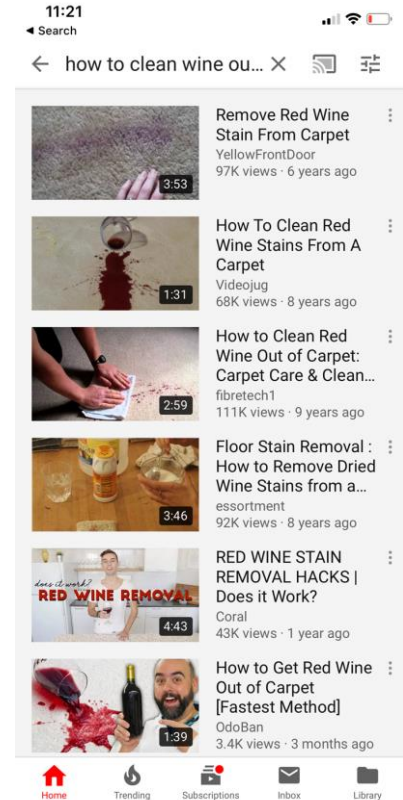 11:21
◀ Search
how to clean wine ou...
Remove Red Wine
Stain From Carpet
YellowFrontDoor
97K views · 6 years ago
3:53
How To Clean Red
Wine Stains From A
Carpet
Videojug
68K views · 8 years ago
1:31
How to Clean Red
Wine Out of Carpet:
Carpet Care & Clean...
fibretech1
111K views · 9 years ago
2:59
Floor Stain Removal :
How to Remove Dried
Wine Stains from a...
essortment
92K views · 8 years ago
3:46
does it work?
RED WINE REMOVAL
4:43
RED WINE STAIN
REMOVAL HACKS |
Does it Work?
Coral
43K views · 1 year ago
How to Get Red Wine
Out of Carpet
[Fastest Method]
OdoBan
3.4K views · 3 months ago
1:39
Home
Trending
Subscriptions
Inbox
Library